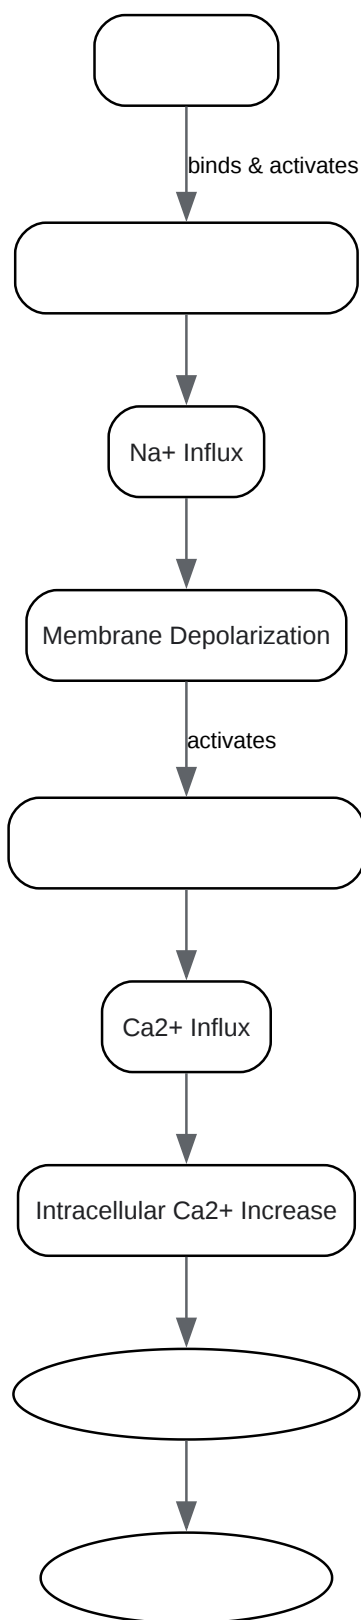 binds & activates
Na+ Influx
Membrane Depolarization
activates
Ca2+ Influx
Intracellular Ca2+ Increase